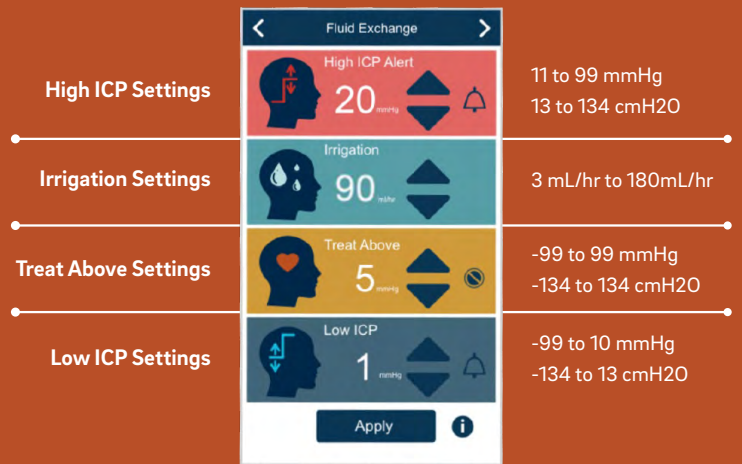 Fluid Exchange
High ICP Settings
High ICP Alert
20 mmHg
11 to 99 mmHg
13 to 134 cmH2O
Irrigation Settings
Irrigation
90 ml/hr
3 mL/hr to 180mL/hr
Treat Above Settings
Treat Above
5 mmHg
-99 to 99 mmHg
-134 to 134 cmH2O
Low ICP Settings
Low ICP
1 mmHg
-99 to 10 mmHg
-134 to 13 cmH2O
Apply
i